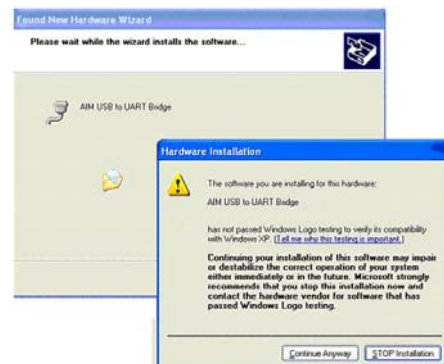 Found New Hardware Wizard
Please wait while the wizard installs the software...
AIM USB to UART Bridge
Hardware Installation
The software you are installing for this hardware:
AIM USB to UART Bridge
has not passed Windows Logo testing to verify its compatibility
with Windows XP. (Tell me why this testing is important.)
Continuing your installation of this software may impair
or destabilize the correct operation of your system
either immediately or in the future. Microsoft strongly
recommends that you stop this installation now and
contact the hardware vendor for software that has
passed Windows Logo testing.
Continue Anyway
STOP Installation